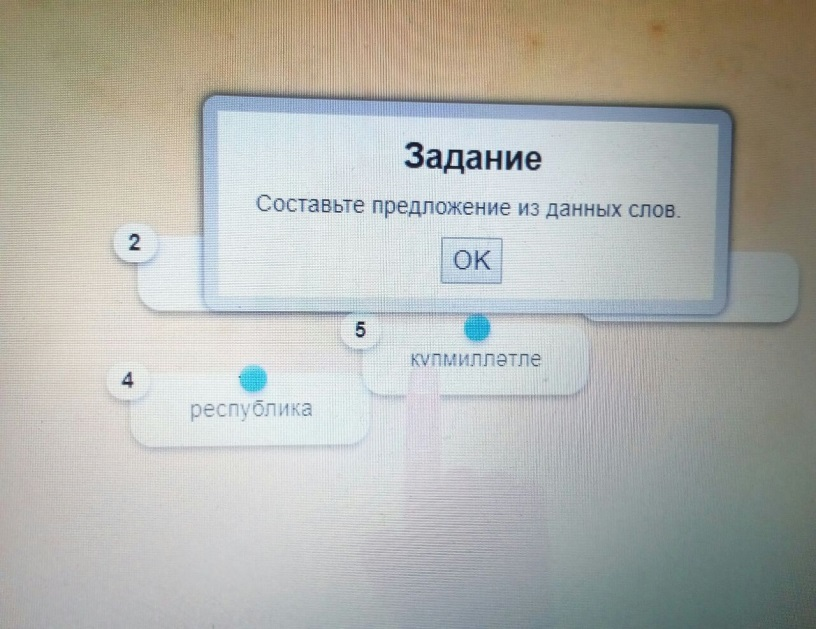 Задание
Составьте предложение из данных слов.
OK
2
5
күпмилләтле
4
республика